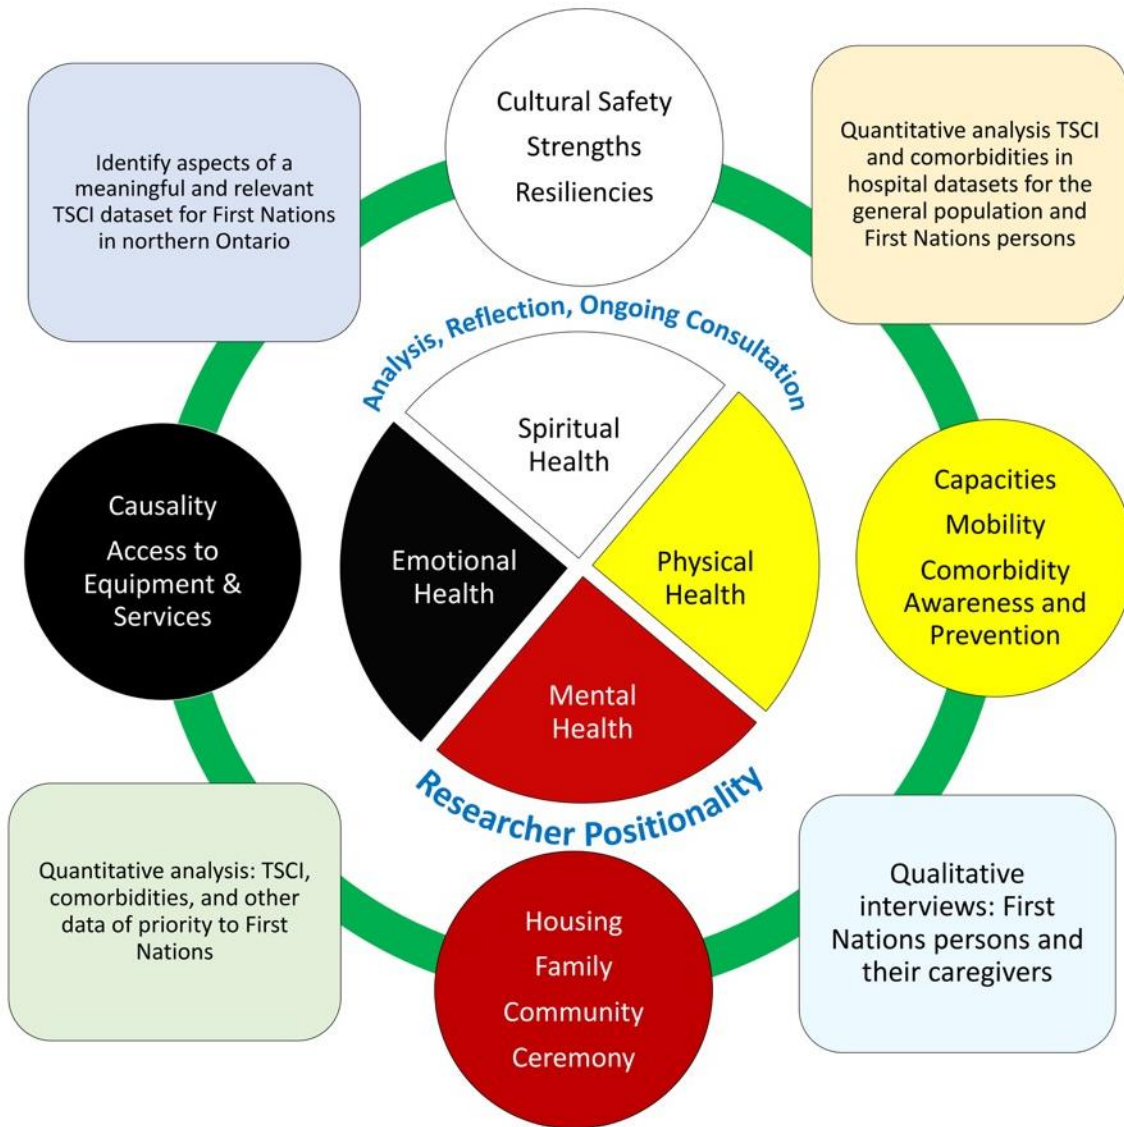 Cultural Safety
Strengths
Resiliencies
Identify aspects of a
meaningful and relevant
TSCI dataset for First Nations
in northern Ontario
Quantitative analysis TSCI
and comorbidities in
hospital datasets for the
general population and
First Nations persons
Analysis, Reflection, Ongoing Consultation
Spiritual
Health
Causality
Access to
Equipment &
Services
Emotional
Health
Physical
Health
Capacities
Mobility
Comorbidity
Awareness and
Prevention
Mental
Health
Researcher Positionality
Quantitative analysis: TSCI,
comorbidities, and other
data of priority to First
Nations
Housing
Family
Community
Ceremony
Qualitative
interviews: First
Nations persons and
their caregivers